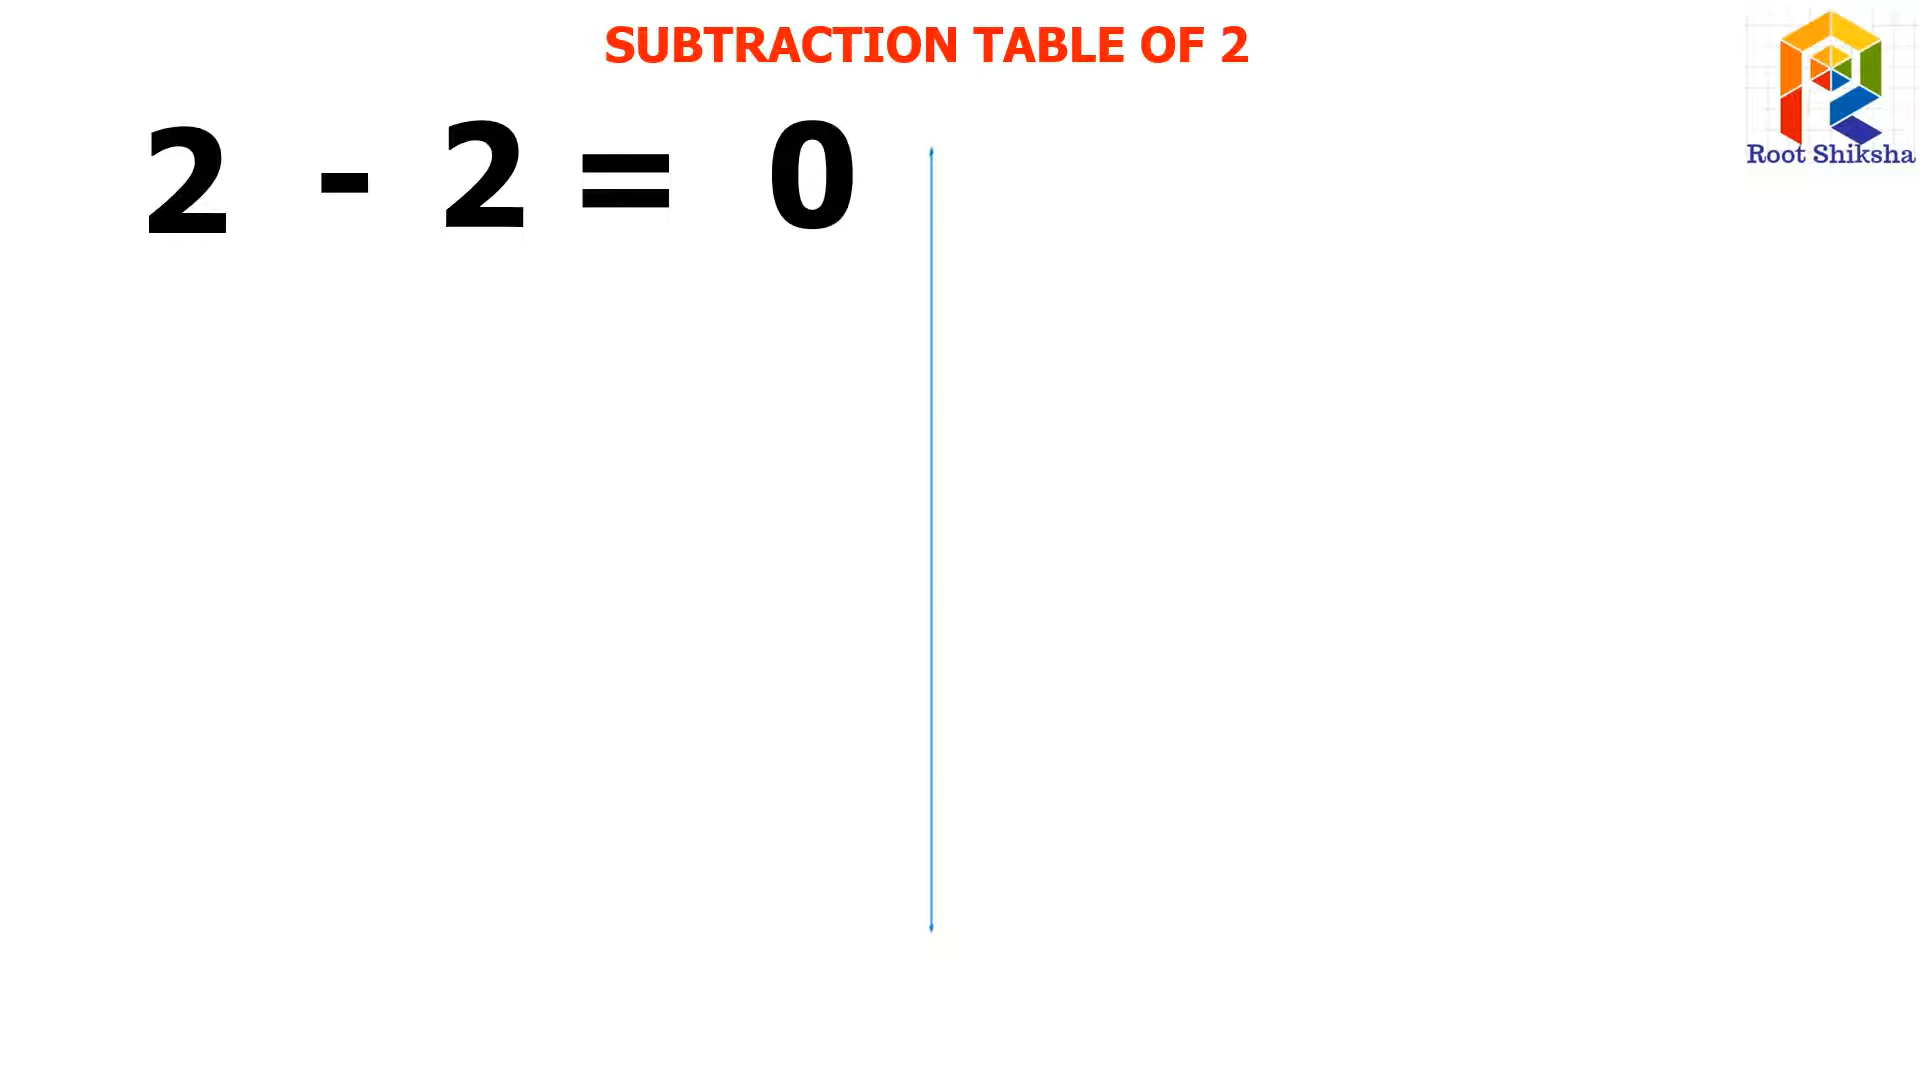 SUBTRACTION TABLE OF 2
Root Shiksha
2 - 2 = 0